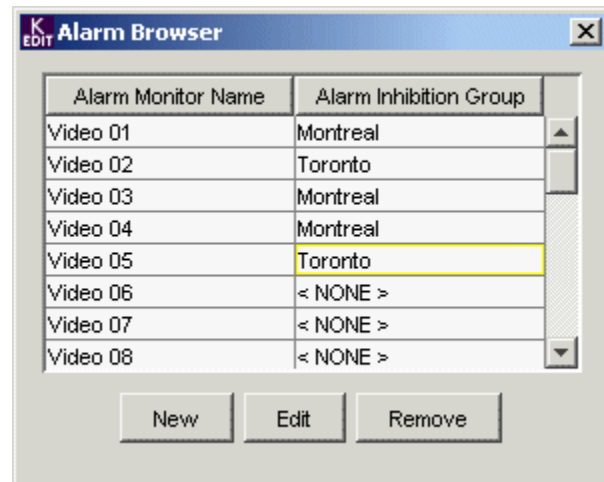 K EDIT Alarm Browser
Alarm Monitor Name Alarm Inhibition Group
Video 01 Montreal
Video 02 Toronto
Video 03 Montreal
Video 04 Montreal
Video 05 Toronto
Video 06 < NONE >
Video 07 < NONE >
Video 08 < NONE >
New Edit Remove